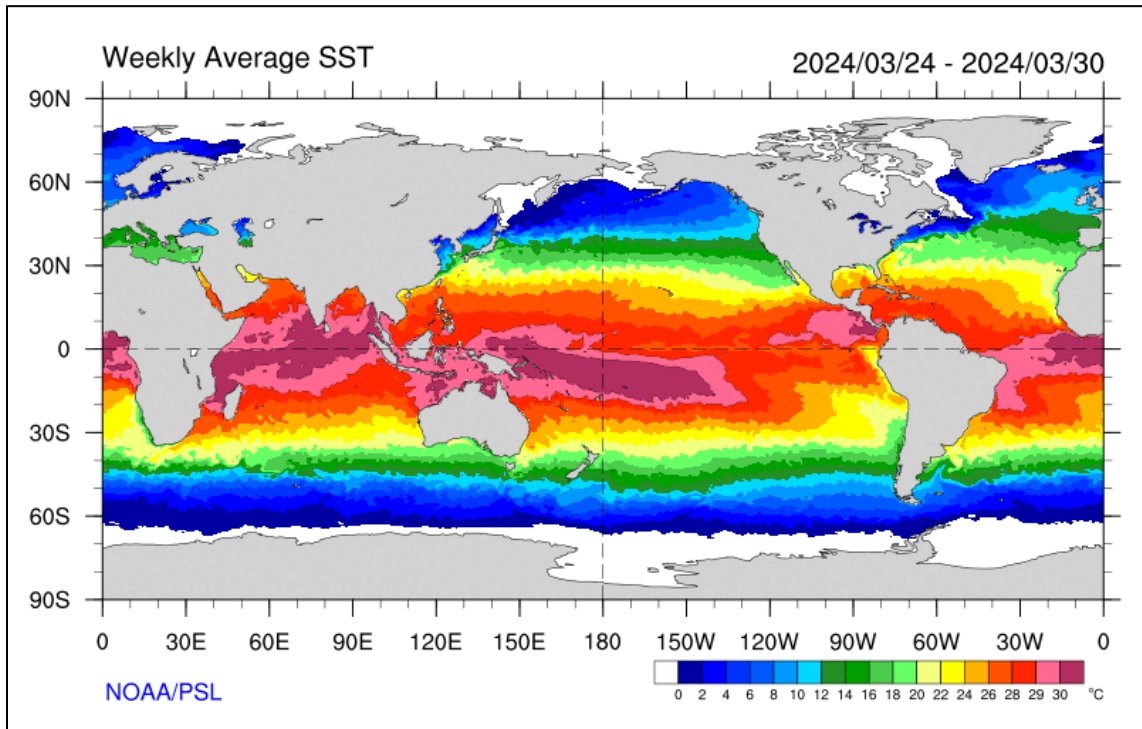 Weekly Average SST 2024/03/24 - 2024/03/30
90N
60N
30N
0
30S
60S
90S
0 30E 60E 90E 120E 150E 180 150W 120W 90W 60W 30W 0
NOAA/PSL
0 2 4 6 8 10 12 14 16 18 20 22 24 26 28 29 30 °C